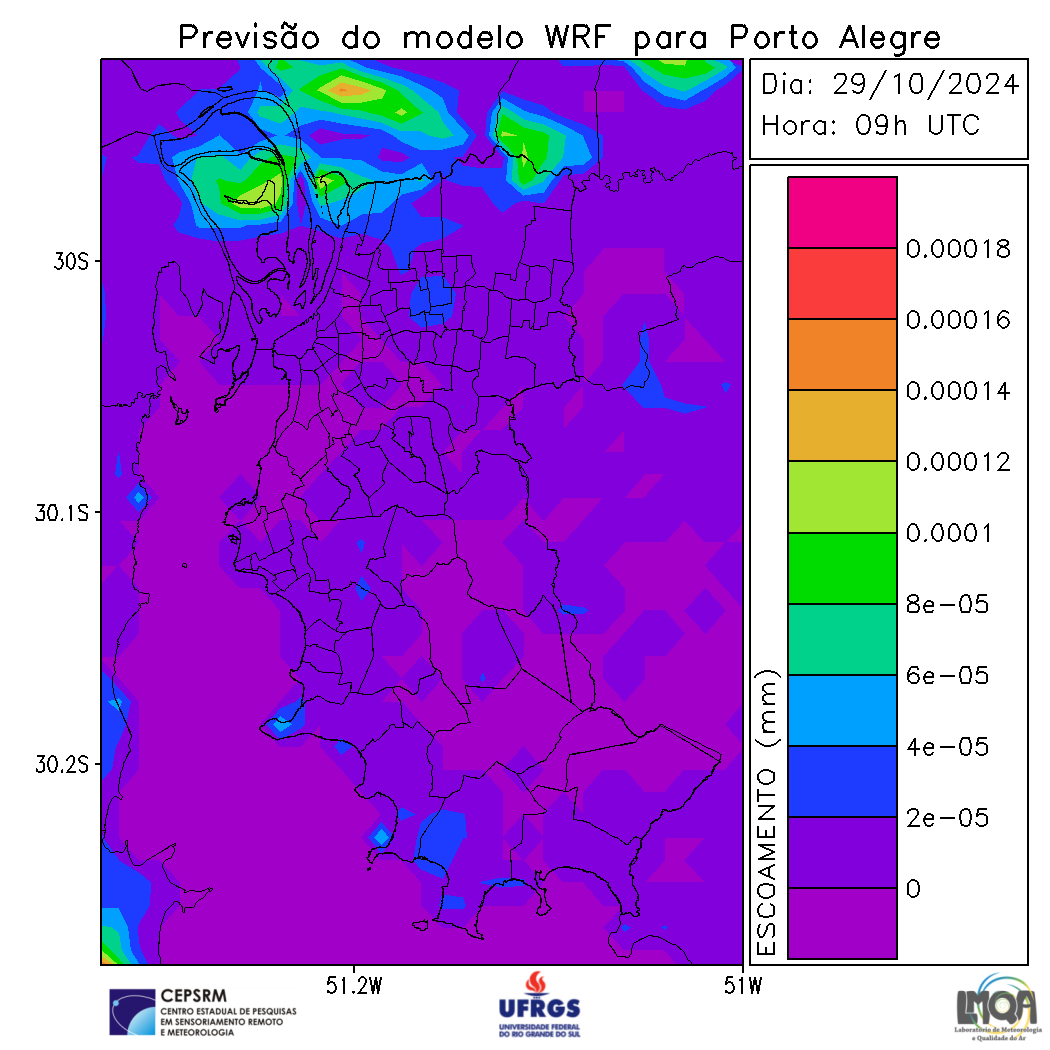 Previsão do modelo WRF para Porto Alegre
Dia: 29/10/2024
Hora: 09h UTC
0.00018
0.00016
0.00014
0.00012
0.0001
8e-05
6e-05
4e-05
2e-05
0
ESCOAMENTO (mm)
30S
30.1S
30.2S
51.2W
51W
CEPSRM
CENTRO ESTADUAL DE PESQUISAS
EM SENSORIAMENTO REMOTO
E METEOROLOGIA
UFRGS
UNIVERSIDADE FEDERAL
DO RIO GRANDE DO SUL
LMQA
Laboratório de Meteorologia
e Qualidade do Ar